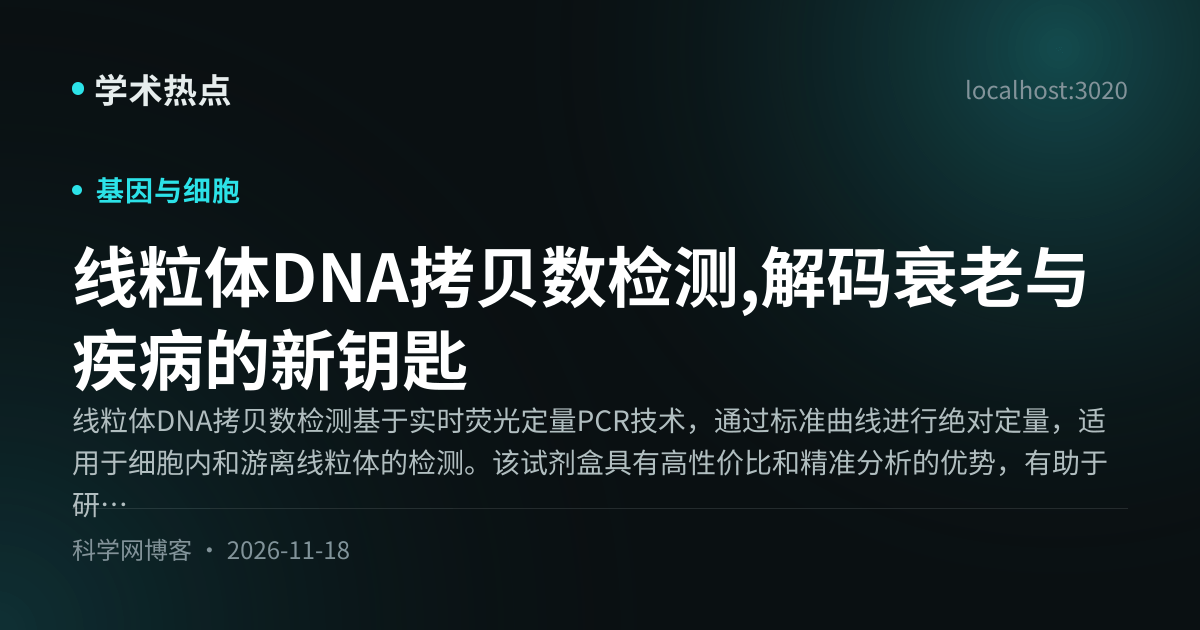 学术热点
localhost:3020
基因与细胞
线粒体DNA拷贝数检测,解码衰老与
疾病的新钥匙
线粒体DNA拷贝数检测基于实时荧光定量PCR技术，通过标准曲线进行绝对定量，适
用于细胞内和游离线粒体的检测。该试剂盒具有高性价比和精准分析的优势，有助于
研…
科学网博客 · 2026-11-18